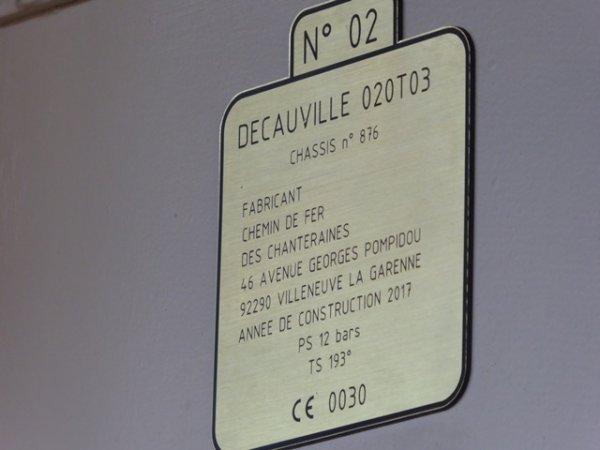 N° 02
DECAUVILLE 020T03
CHASSIS n° 876
FABRICANT
CHEMIN DE FER
DES CHANTERAINES
46 AVENUE GEORGES POMPIDOU
92290 VILLENEUVE LA GARENNE
ANNEE DE CONSTRUCTION 2017
PS 12 bars
TS 193°
CE 0030